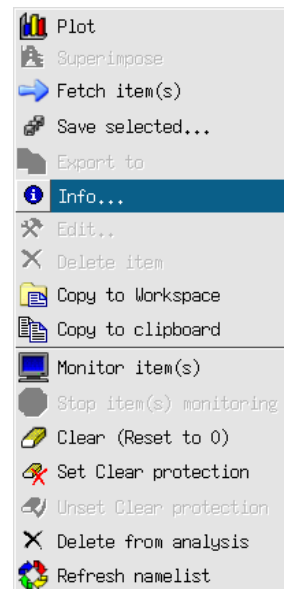 Plot
Superimpose
Fetch item(s)
Save selected...
Export to
Info...
Edit..
Delete item
Copy to Workspace
Copy to clipboard
Monitor item(s)
Stop item(s) monitoring
Clear (Reset to 0)
Set Clear protection
Unset Clear protection
Delete from analysis
Refresh namelist